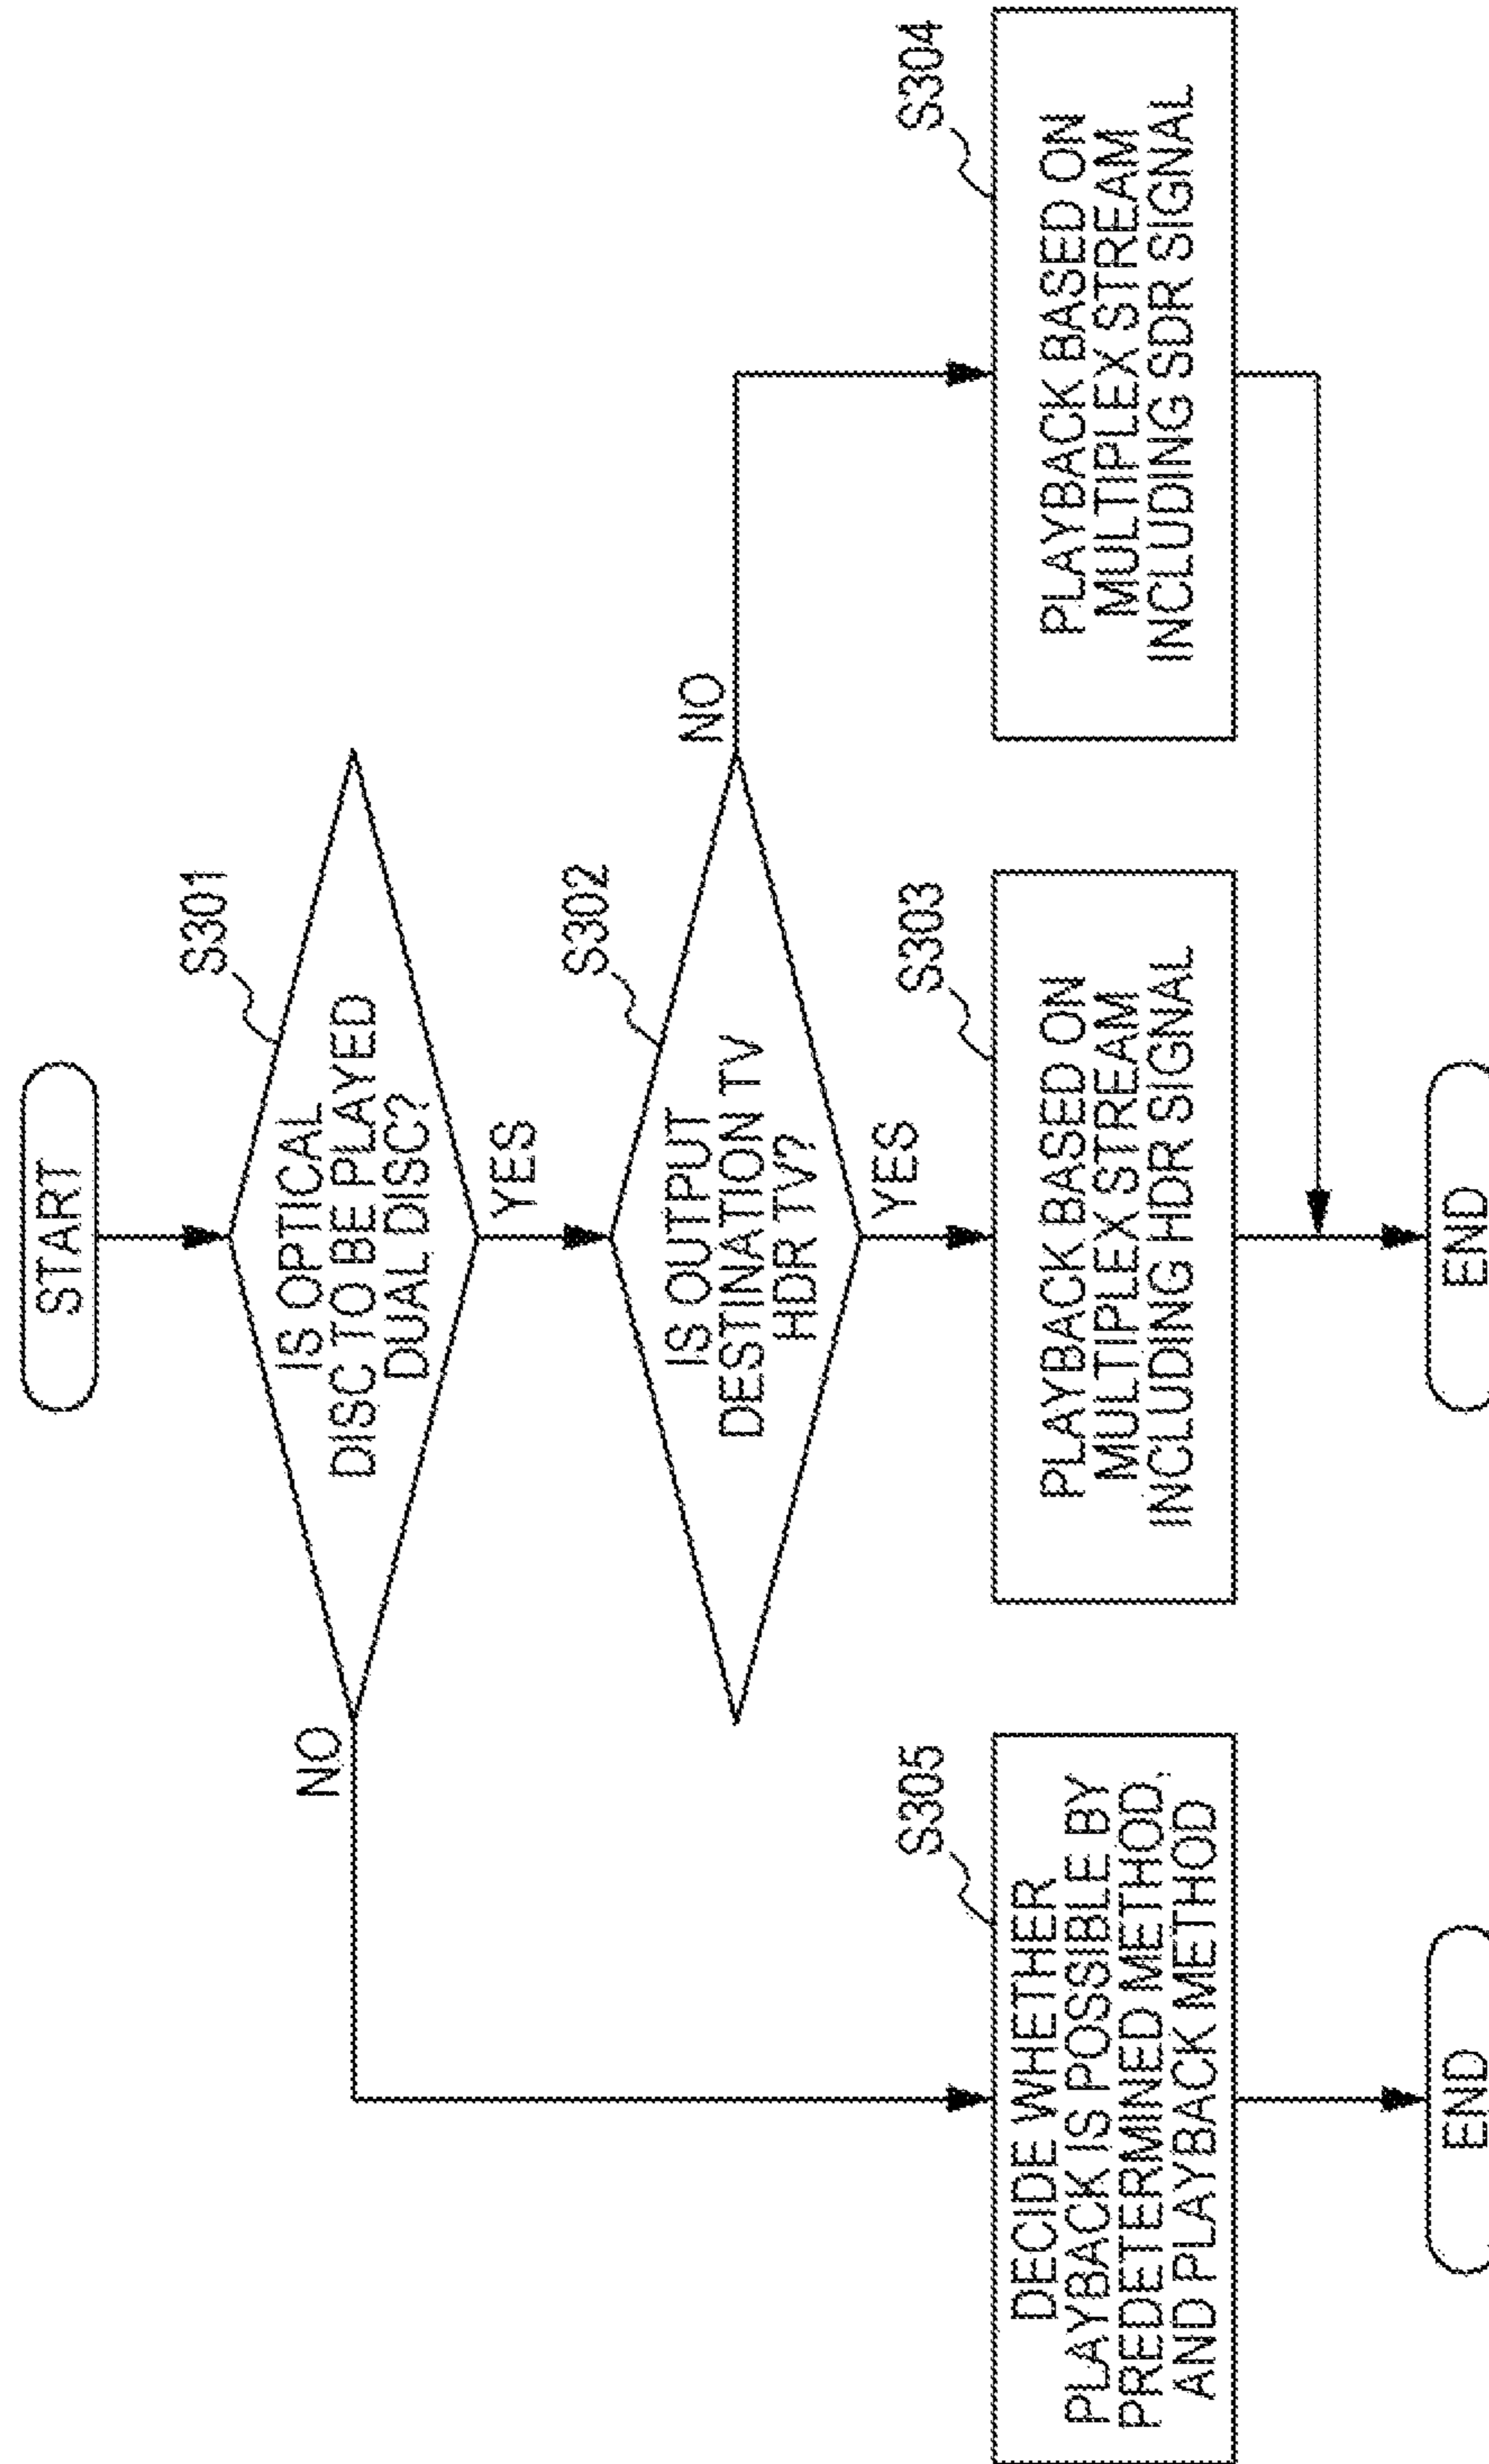 START
S301
IS OPTICAL
DISC TO BE PLAYED
DUAL DISC?
NO
YES
S302
IS OUTPUT
DESTINATION TV
HDR TV?
NO
YES
S305
DECIDE WHETHER
PLAYBACK IS POSSIBLE BY
PREDETERMINED METHOD,
AND PLAYBACK METHOD
S303
PLAYBACK BASED ON
MULTIPLEX STREAM
INCLUDING HDR SIGNAL
S304
PLAYBACK BASED ON
MULTIPLEX STREAM
INCLUDING SDR SIGNAL
END
END